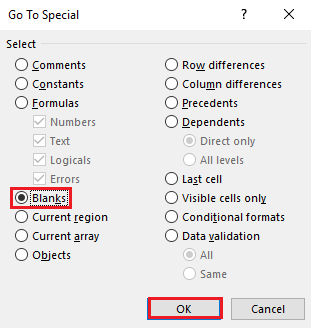 Go To Special
Select
Comments
Constants
Formulas
Numbers
Text
Logicals
Errors
Blanks
Current region
Current array
Objects
Row differences
Column differences
Precedents
Dependents
Direct only
All levels
Last cell
Visible cells only
Conditional formats
Data validation
All
Same
OK
Cancel